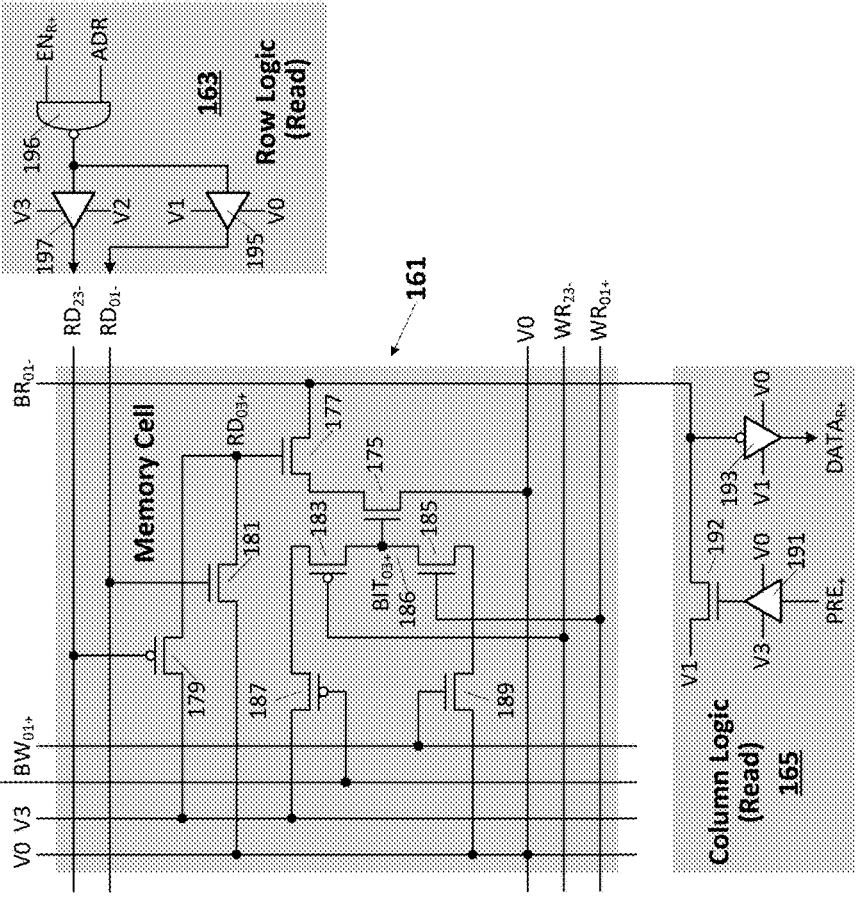 EN_R+
ADR
196
163
Row Logic
(Read)
V3
V2
197
V1
V0
195
RD_23-
RD_01-
BR_01-
161
V0
WR_23-
WR_01+
Memory Cell
RD_03+
177
175
181
183
185
BIT_03+
186
179
187
189
BW_01+
V0 V3
V1
192
V0
191
V3
PRE+
V0
193
V1
DATA_R+
Column Logic
(Read)
165